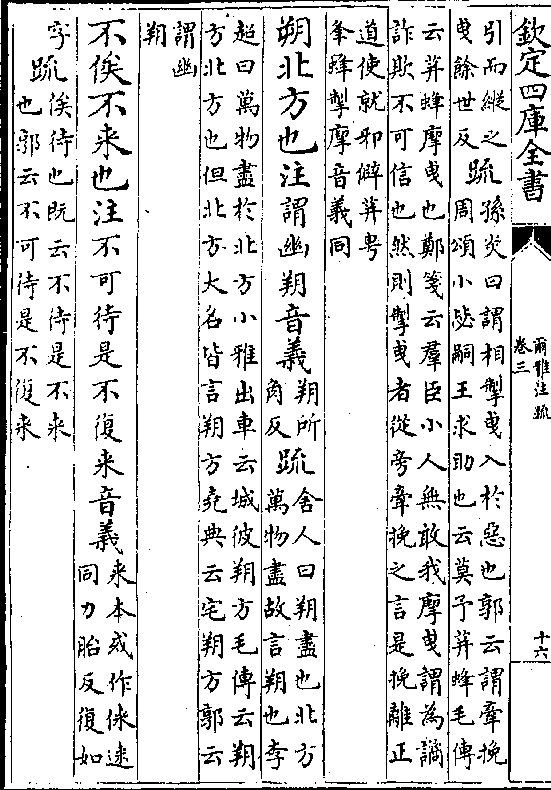 欽定四庫全書
爾雅注疏
卷三
十六
引而縱之疏孫炎曰謂相掣曳入於惡也郭云謂牽挽
曳餘世反
周頌小毖嗣王求助也云莫予荓蜂毛傳
云荓蜂摩曳也鄭箋云羣臣小人無敢我摩曳謂為譎
詐欺不可信也然則掣曳者從旁牽挽之言是挽離正
道使就邪僻荓㽈
夆蜂掣摩音義同
朔北方也注謂幽朔音義朔所
角反
疏舍人曰朔盡也北方
萬物盡故言朔也李
巡曰萬物盡於北方小雅出車云城彼朔方毛傳云朔
方北方也但北方大名皆言朔方堯典云宅朔方郭云
謂幽
朔
不俟不来也注不可待是不復来音義来本或作俫逨
同力胎反復如
字疏俟待也既云不待是不来
也郭云不可待是不復来